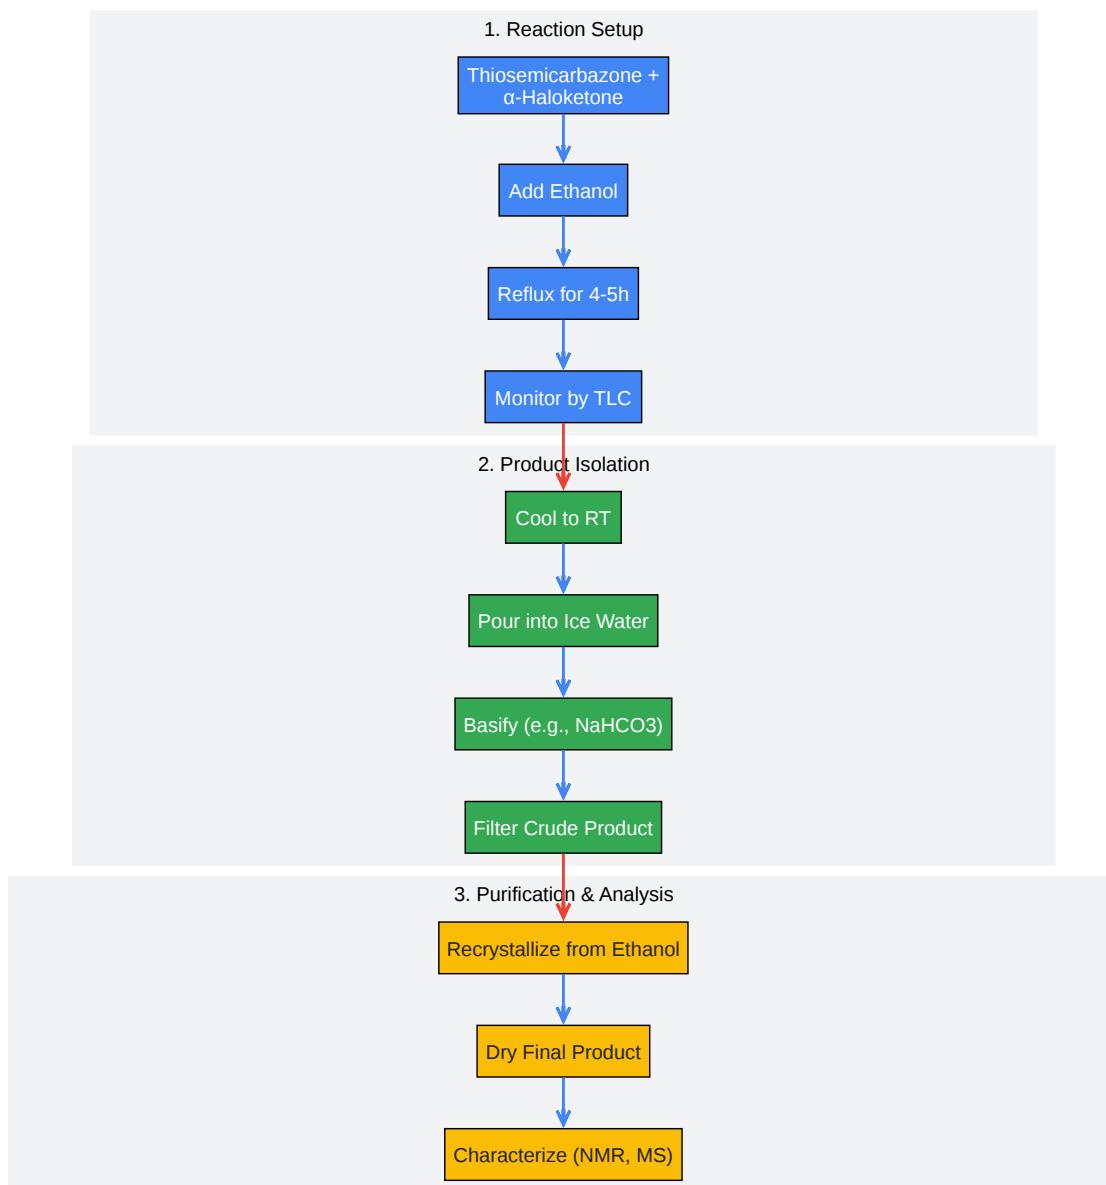 1. Reaction Setup
Thiosemicarbazone +
α-Haloketone
Add Ethanol
Reflux for 4-5h
Monitor by TLC
2. Product Isolation
Cool to RT
Pour into Ice Water
Basify (e.g., NaHCO3)
Filter Crude Product
3. Purification & Analysis
Recrystallize from Ethanol
Dry Final Product
Characterize (NMR, MS)